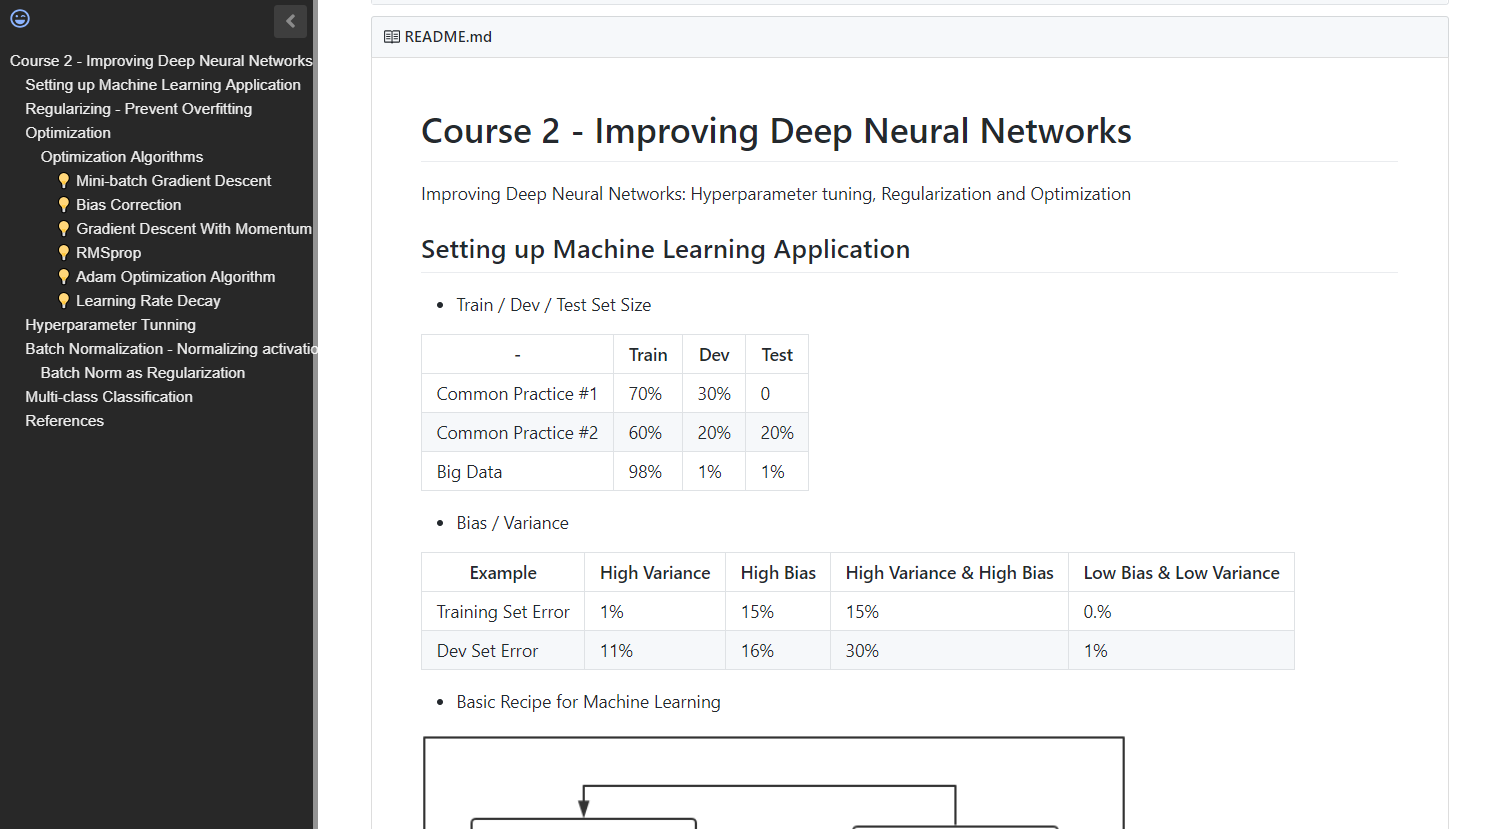 Course 2 - Improving Deep Neural Networks
Setting up Machine Learning Application
Regularizing - Prevent Overfitting
Optimization
Optimization Algorithms
Mini-batch Gradient Descent
Bias Correction
Gradient Descent With Momentum
RMSprop
Adam Optimization Algorithm
Learning Rate Decay
Hyperparameter Tunning
Batch Normalization - Normalizing activatio
Batch Norm as Regularization
Multi-class Classification
References
README.md
Course 2 - Improving Deep Neural Networks
Improving Deep Neural Networks: Hyperparameter tuning, Regularization and Optimization
Setting up Machine Learning Application
• Train / Dev / Test Set Size
- Train Dev Test
Common Practice #1 70% 30% 0
Common Practice #2 60% 20% 20%
Big Data 98% 1% 1%
• Bias / Variance
Example High Variance High Bias High Variance & High Bias Low Bias & Low Variance
Training Set Error 1% 15% 15% 0.%
Dev Set Error 11% 16% 30% 1%
• Basic Recipe for Machine Learning